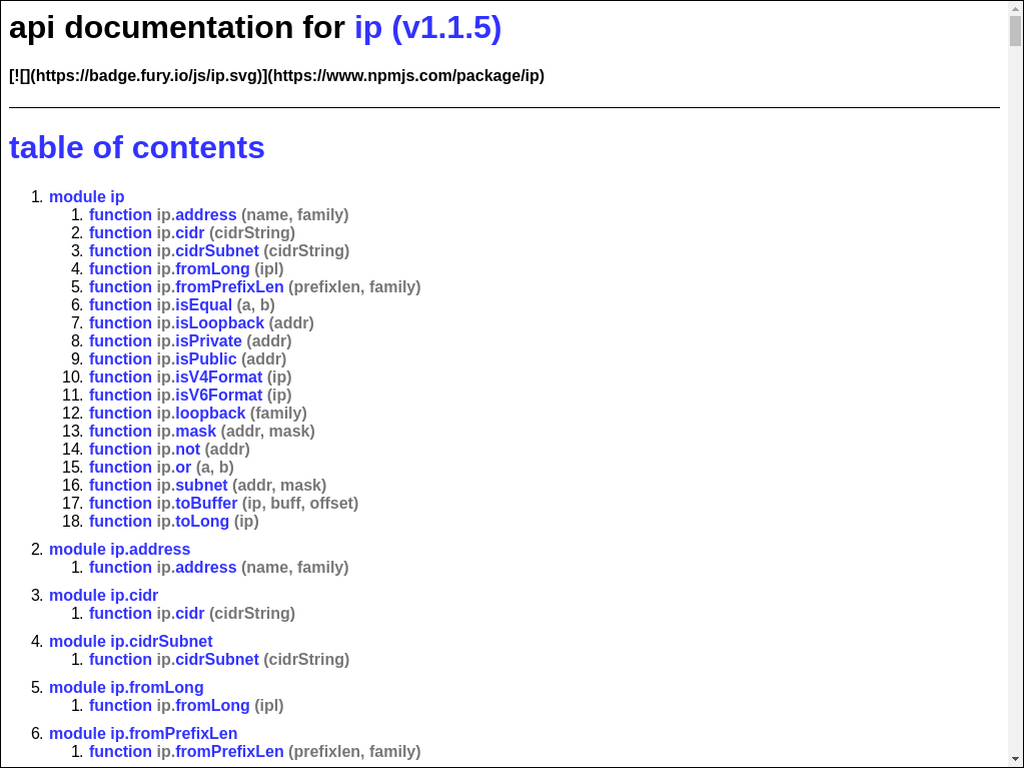 api documentation for ip (v1.1.5)
[![](https://badge.fury.io/js/ip.svg)](https://www.npmjs.com/package/ip)
table of contents
1. module ip
1. function ip.address (name, family)
2. function ip.cidr (cidrString)
3. function ip.cidrSubnet (cidrString)
4. function ip.fromLong (ipl)
5. function ip.fromPrefixLen (prefixlen, family)
6. function ip.isEqual (a, b)
7. function ip.isLoopback (addr)
8. function ip.isPrivate (addr)
9. function ip.isPublic (addr)
10. function ip.isV4Format (ip)
11. function ip.isV6Format (ip)
12. function ip.loopback (family)
13. function ip.mask (addr, mask)
14. function ip.not (addr)
15. function ip.or (a, b)
16. function ip.subnet (addr, mask)
17. function ip.toBuffer (ip, buff, offset)
18. function ip.toLong (ip)
2. module ip.address
1. function ip.address (name, family)
3. module ip.cidr
1. function ip.cidr (cidrString)
4. module ip.cidrSubnet
1. function ip.cidrSubnet (cidrString)
5. module ip.fromLong
1. function ip.fromLong (ipl)
6. module ip.fromPrefixLen
1. function ip.fromPrefixLen (prefixlen, family)